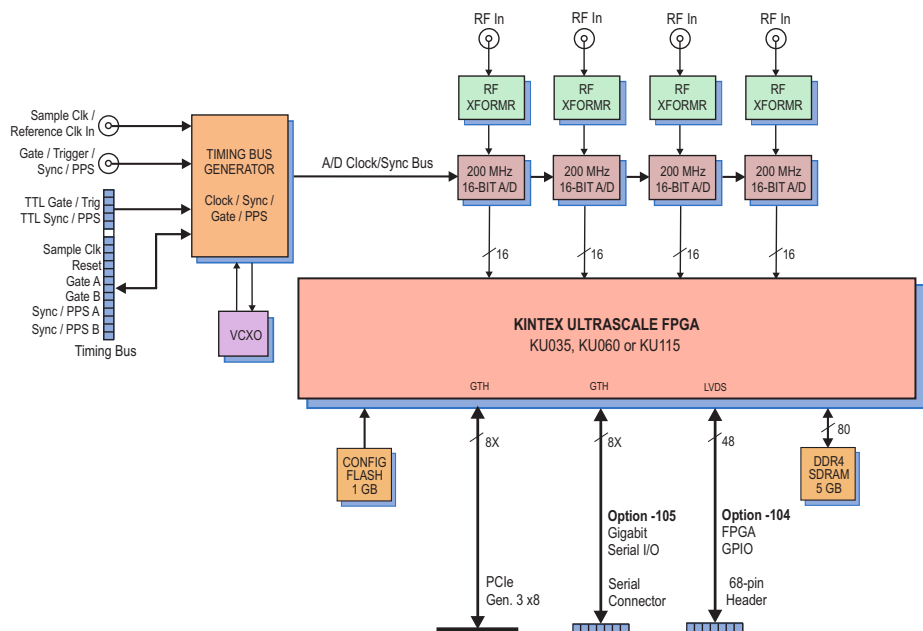 RF In
RF In
RF In
RF In
RF
XFORMR
RF
XFORMR
RF
XFORMR
RF
XFORMR
Sample Clk /
Reference Clk In
Gate / Trigger /
Sync / PPS
TTL Gate / Trig
TTL Sync / PPS
Sample Clk
Reset
Gate A
Gate B
Sync / PPS A
Sync / PPS B
Timing Bus
TIMING BUS
GENERATOR
Clock / Sync /
Gate / PPS
VCXO
A/D Clock/Sync Bus
200 MHz
16-BIT A/D
200 MHz
16-BIT A/D
200 MHz
16-BIT A/D
200 MHz
16-BIT A/D
16
16
16
16
KINTEX ULTRASCALE FPGA
KU035, KU060 or KU115
GTH
GTH
LVDS
8X
8X
48
80
CONFIG
FLASH
1 GB
DDR4
SDRAM
5 GB
Option -105
Gigabit
Serial I/O
Option -104
FPGA
GPIO
PCIe
Gen. 3 x8
Serial
Connector
68-pin
Header